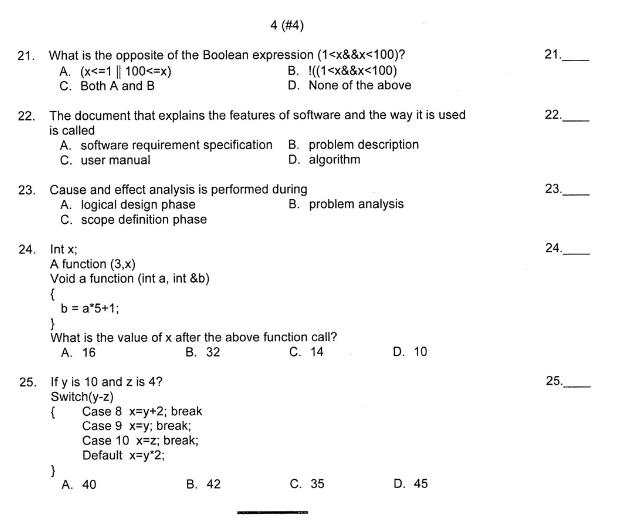 4 (#4)
21. What is the opposite of the Boolean expression (1<x&&x<100)? 21.____
A. (x<=1 || 100<=x) B. !((1<x&&x<100)
C. Both A and B D. None of the above
22. The document that explains the features of software and the way it is used 22.____
is called
A. software requirement specification B. problem description
C. user manual D. algorithm
23. Cause and effect analysis is performed during 23.____
A. logical design phase B. problem analysis
C. scope definition phase
24. Int x; 24.____
A function (3,x)
Void a function (int a, int &b)
{
b = a*5+1;
}
What is the value of x after the above function call?
A. 16 B. 32 C. 14 D. 10
25. If y is 10 and z is 4? 25.____
Switch(y-z)
{ Case 8 x=y+2; break
Case 9 x=y; break;
Case 10 x=z; break;
Default x=y*2;
}
A. 40 B. 42 C. 35 D. 45